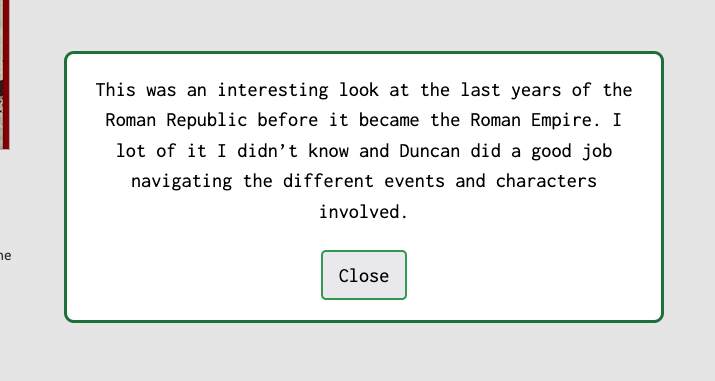 This was an interesting look at the last years of the
Roman Republic before it became the Roman Empire. I
lot of it I didn’t know and Duncan did a good job
navigating the different events and characters
involved.
ne
Close